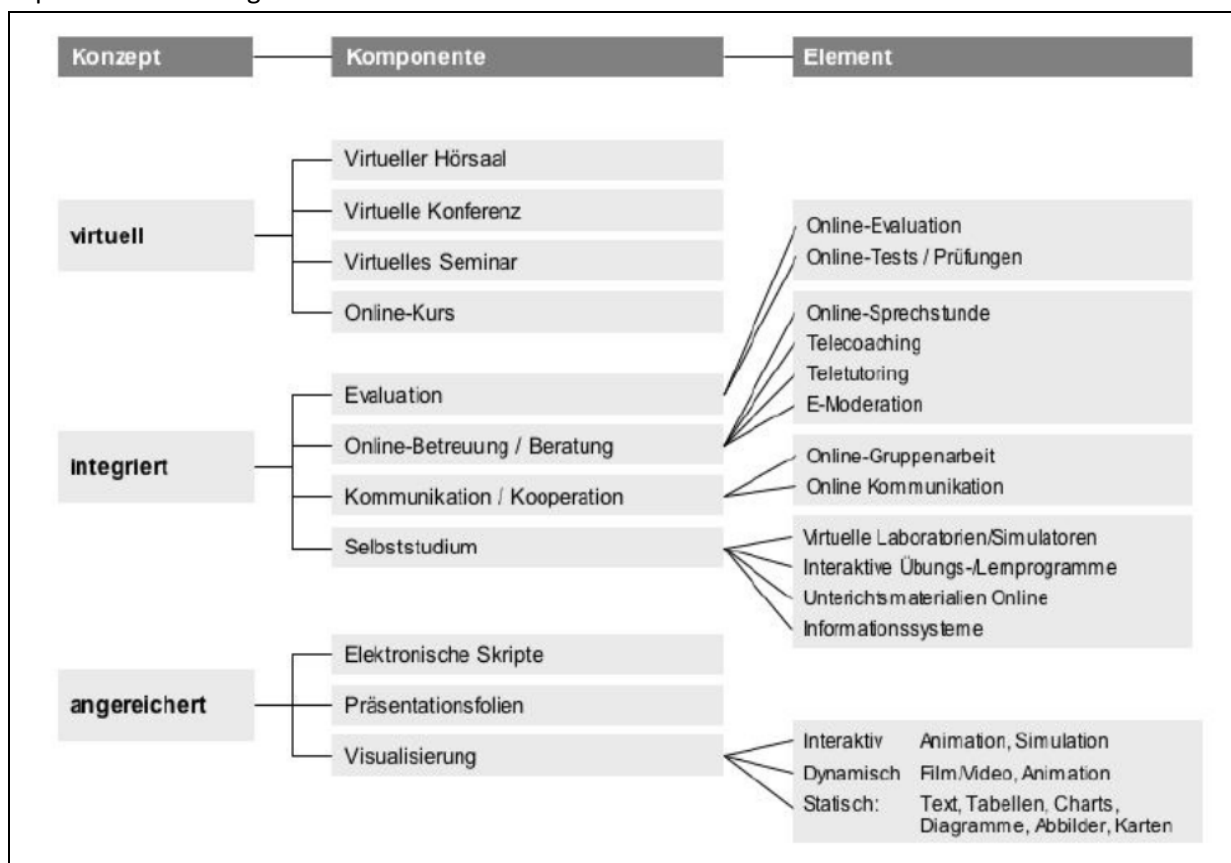 Konzept
Komponente
Element
virtuell
Virtueller Hörsaal
Virtuelle Konferenz
Virtuelles Seminar
Online-Kurs
integriert
Evaluation
Online-Betreuung / Beratung
Kommunikation / Kooperation
Selbststudium
Online-Evaluation
Online-Tests / Prüfungen
Online-Sprechstunde
Telecoaching
Teletutoring
E-Moderation
Online-Gruppenarbeit
Online Kommunikation
Virtuelle Laboratorien/Simulatoren
Interaktive Übungs-/Lernprogramme
Unterichtsmaterialien Online
Informationssysteme
angereichert
Elektronische Skripte
Präsentationsfolien
Visualisierung
Interaktiv Animation, Simulation
Dynamisch Film/Video, Animation
Statisch: Text, Tabellen, Charts,
Diagramme, Abbilder, Karten